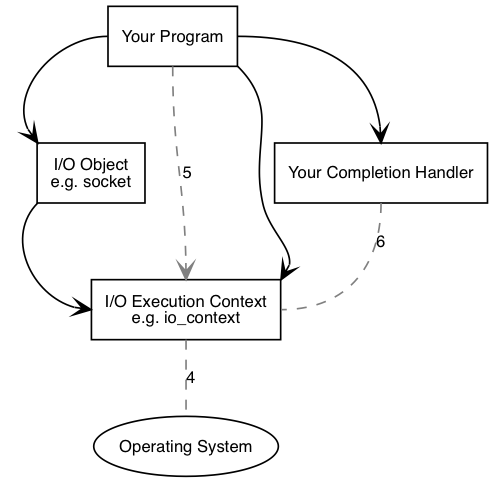 Your Program
I/O Object
e.g. socket
5
Your Completion Handler
6
I/O Execution Context
e.g. io_context
4
Operating System